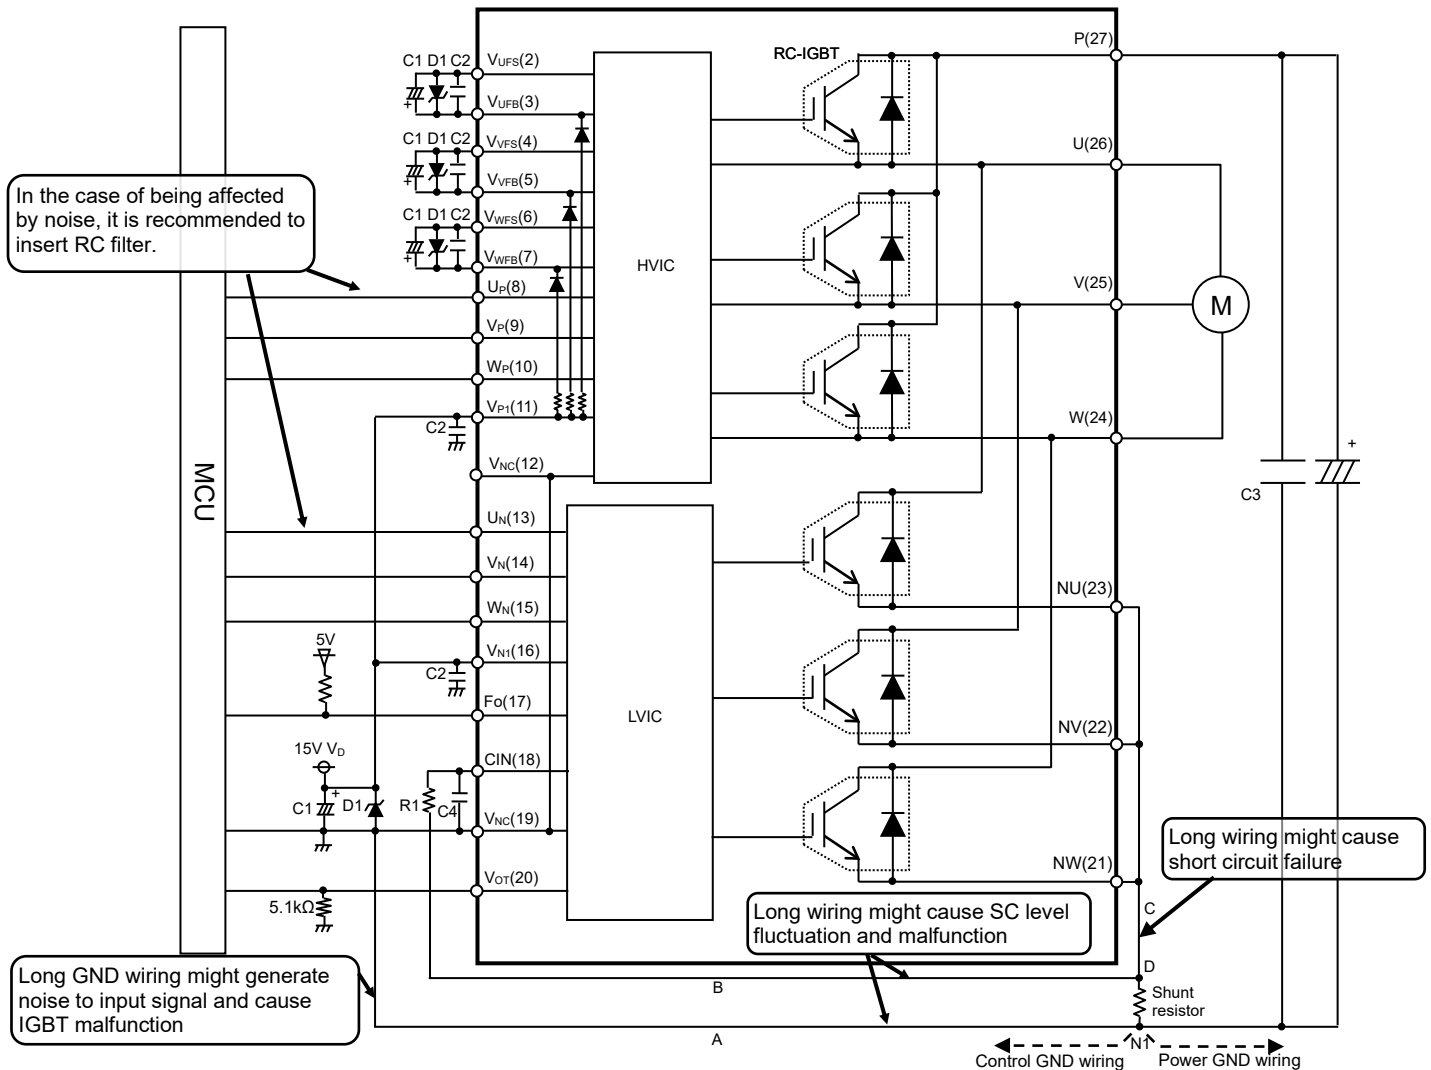 P(27)
RC-IGBT
C1 D1 C2
VUFS(2)
VUFB(3)
C1 D1 C2
VVFS(4)
U(26)
VVFB(5)
In the case of being affected
by noise, it is recommended to
insert RC filter.
C1 D1 C2
VWFS(6)
VWFB(7)
HVIC
UP(8)
V(25)
M
VP(9)
WP(10)
VP1(11)
C2
W(24)
+
+
+
+
VNC(12)
MCU
C3
UN(13)
VN(14)
NU(23)
WN(15)
5V
VN1(16)
C2
Fo(17)
LVIC
NV(22)
15V VD
CIN(18)
+
C1
D1
R1
C4
VNC(19)
Long wiring might cause
short circuit failure
NW(21)
VOT(20)
5.1kΩ
Long wiring might cause SC level
fluctuation and malfunction
C
D
Long GND wiring might generate
noise to input signal and cause
IGBT malfunction
B
Shunt
resistor
A
N1
Control GND wiring
Power GND wiring